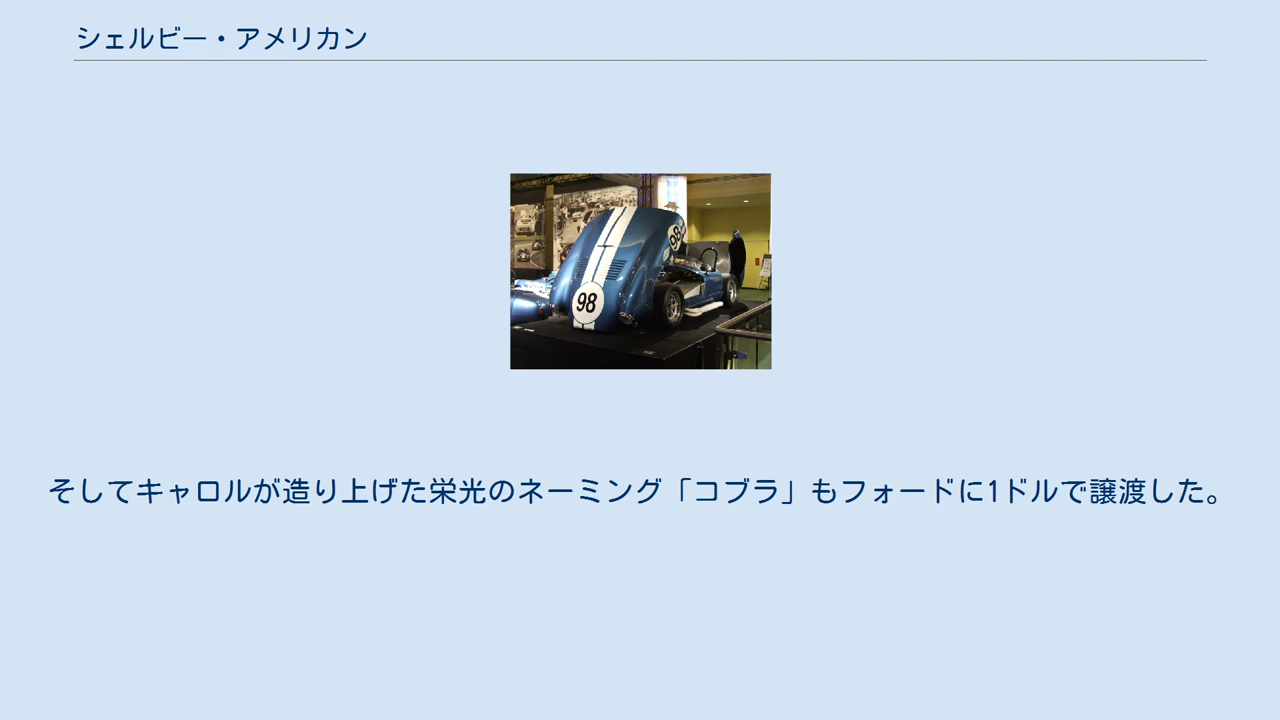 シェルビー・アメリカン
98
98
そしてキャロルが造り上げた栄光のネーミング「コブラ」もフォードに1ドルで譲渡した。